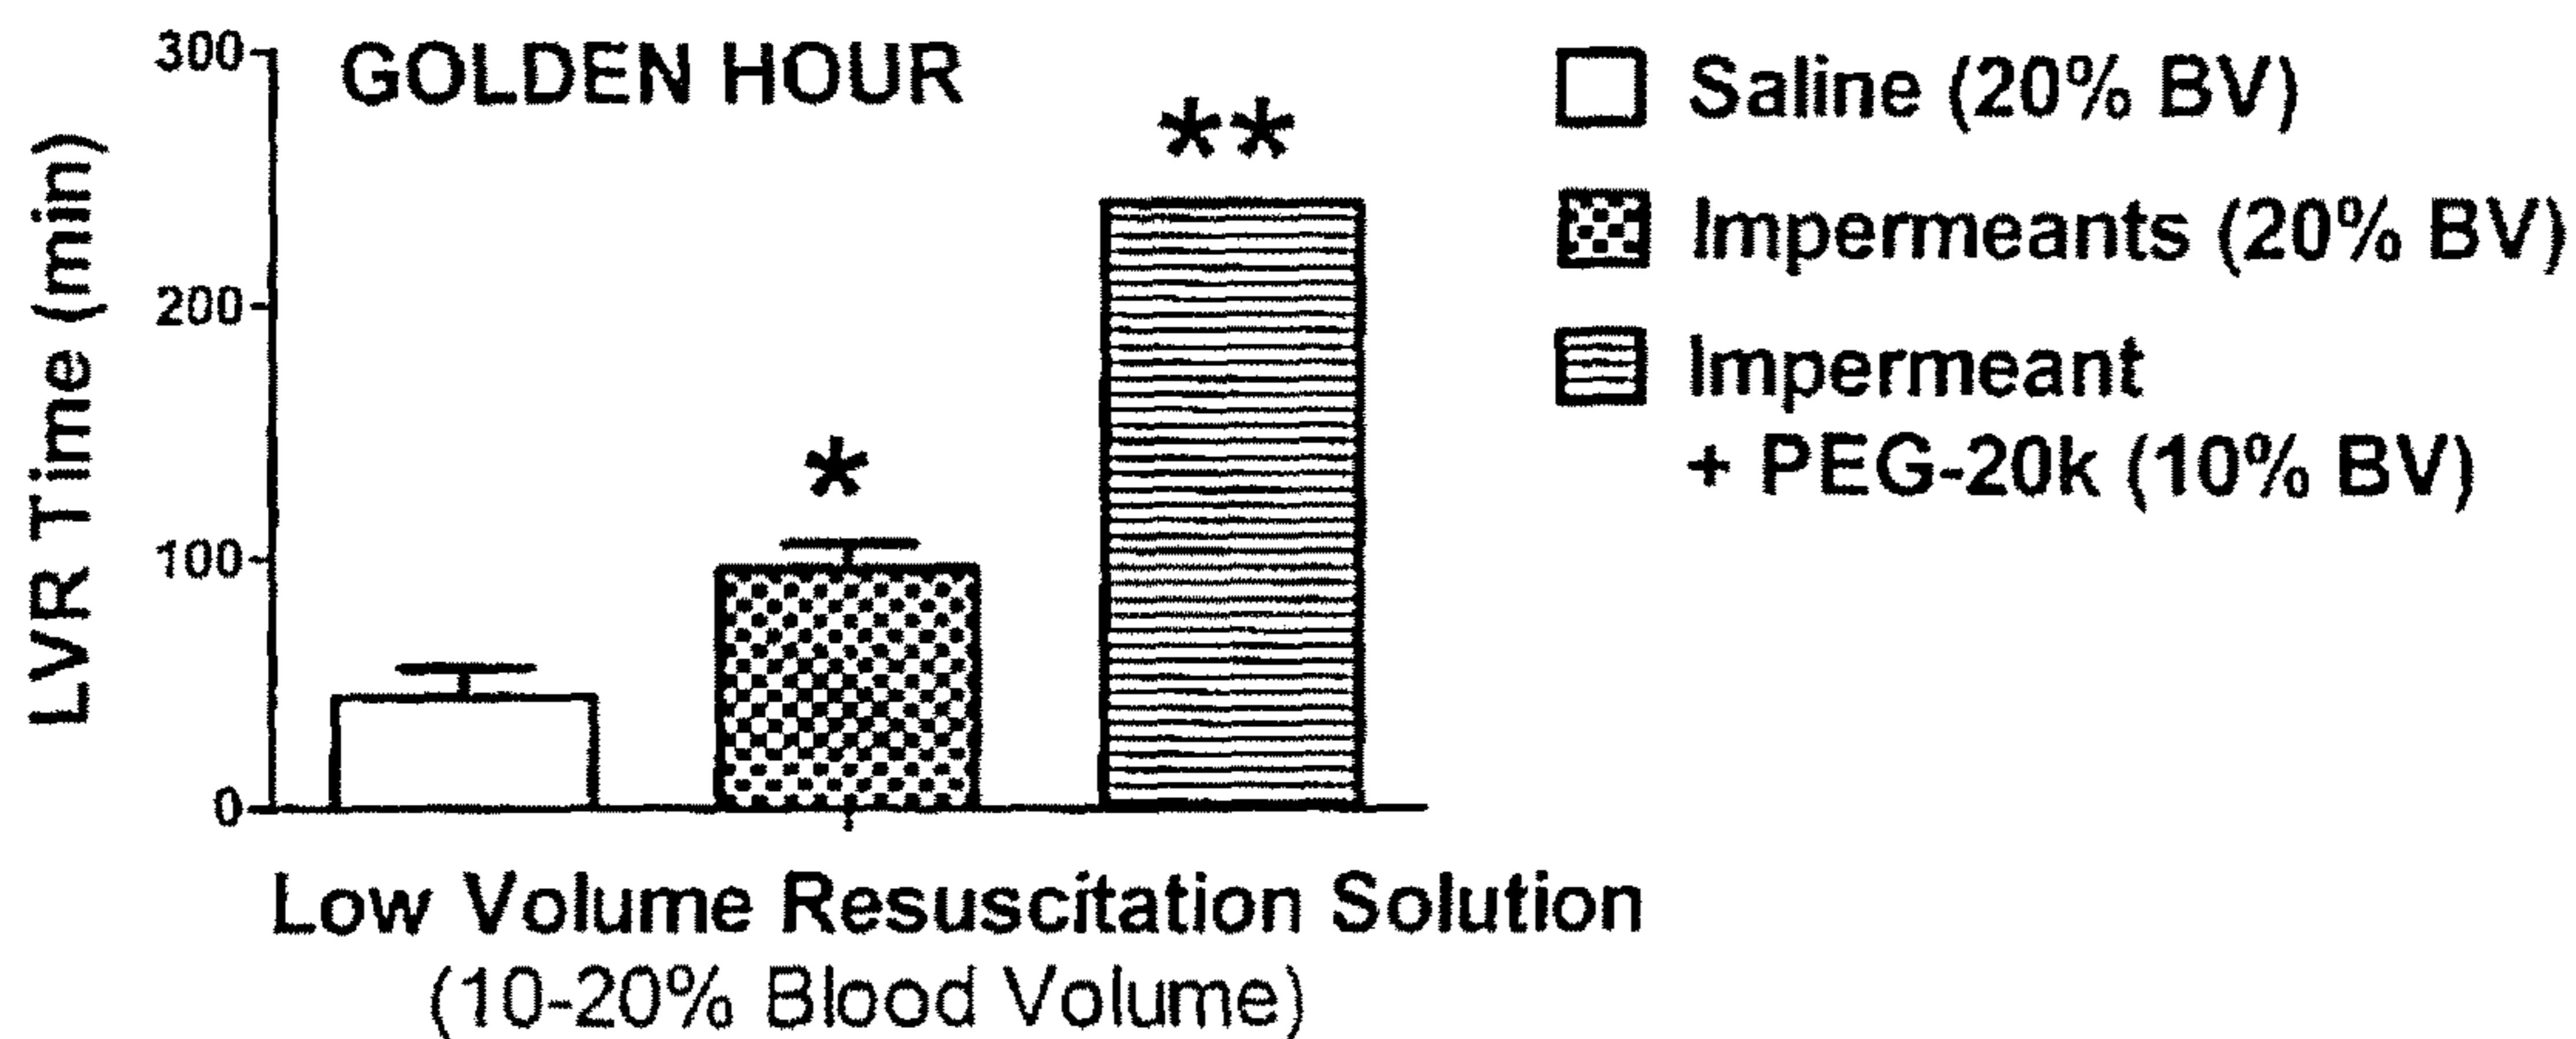 GOLDEN HOUR
LVR Time (min)
300
200
100
0
*
**
Low Volume Resuscitation Solution
(10-20% Blood Volume)
Saline (20% BV)
Impermeants (20% BV)
Impermeant
+ PEG-20k (10% BV)